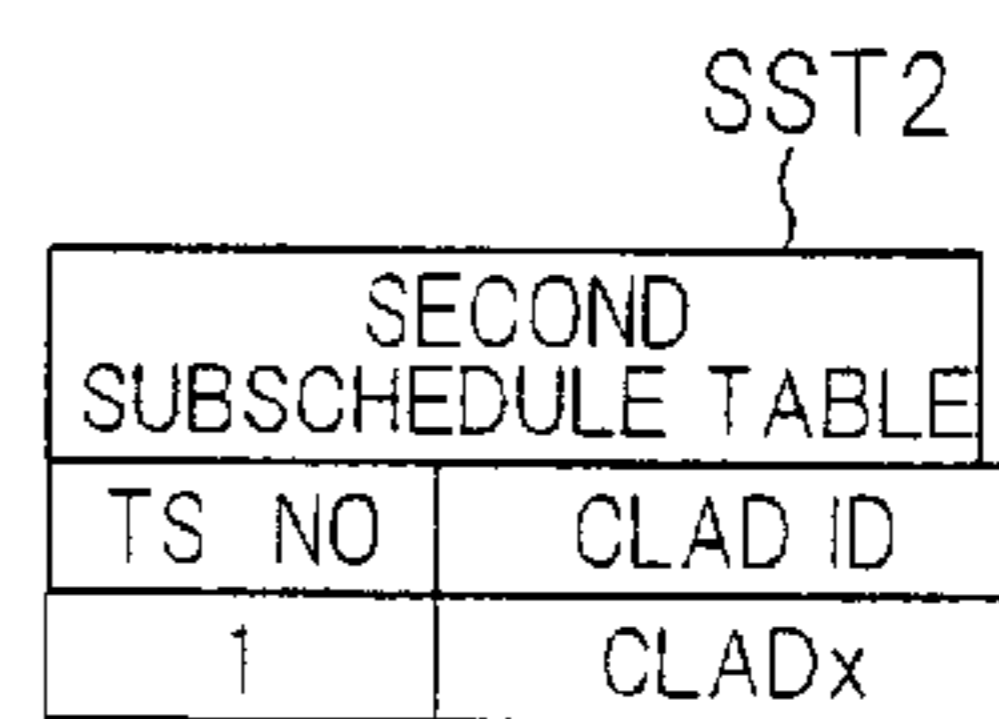 SST2
SECOND
SUBSCHEDULE TABLE
TS NO CLAD ID
1 CLADx